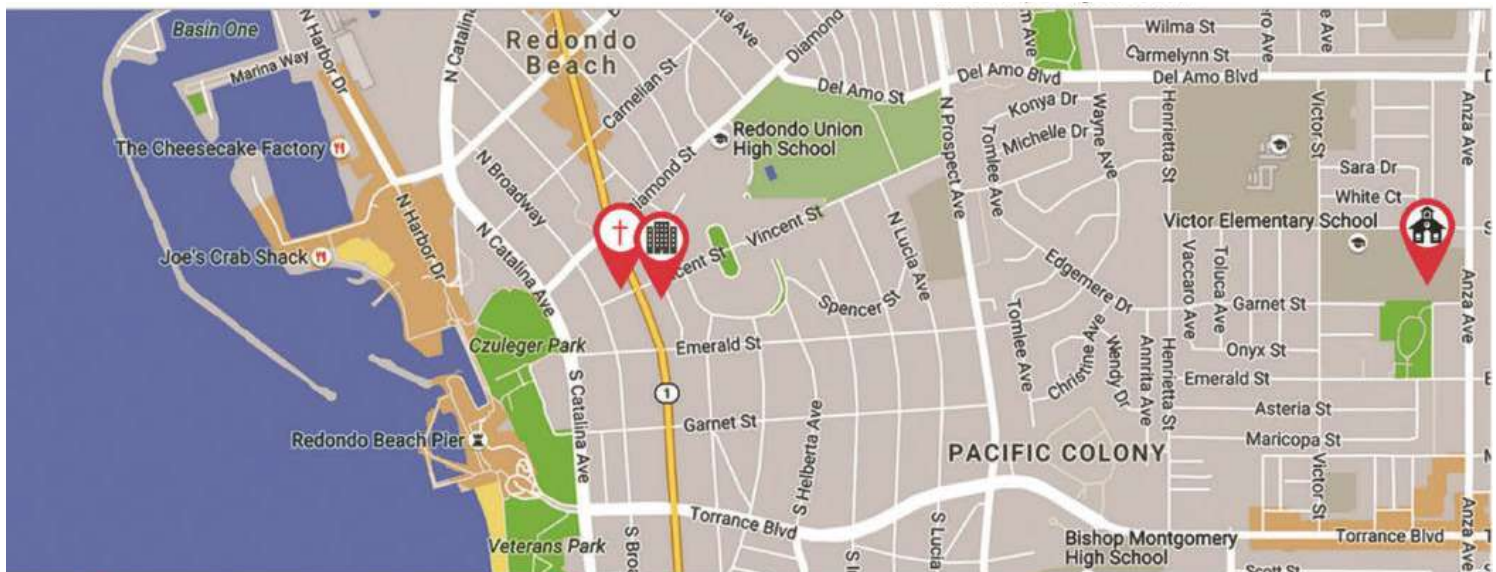 Basin One
Marina Way
N Harbor Dr
N Catalina
Redondo
Beach
Carnelian St
Diamond
Del Amo St
Del Amo Blvd
Wilma St
Carmelynn St
Del Amo Blvd
The Cheesecake Factory
N Broadway
Diamond St
Redondo Union
High School
N Prospect Ave
Konya Dr
Michelle Dr
Tomlee Ave
Wayne Ave
Henrietta St
Victor St
Anza Ave
Sara Dr
White Ct
Victor Elementary School
Joe's Crab Shack
N Harbor Dr
N Catalina Ave
Vincent St
Vincent St
N Lucia Ave
Spencer St
Edgemere Dr
Vaccaro Ave
Toluca Ave
Garnet St
Anza Ave
Czuleger Park
Emerald St
Tomlee Ave
Christine Ave
Wendy Dr
Annrita Ave
Henrietta St
Onyx St
Emerald St
Asteria St
Maricopa St
1
S Catalina Ave
Garnet St
Redondo Beach Pier
S Helberta Ave
PACIFIC COLONY
Victor St
Torrance Blvd
Veterans Park
S Broa
S Lucia
Bishop Montgomery
High School
Torrance Blvd
Anza Ave